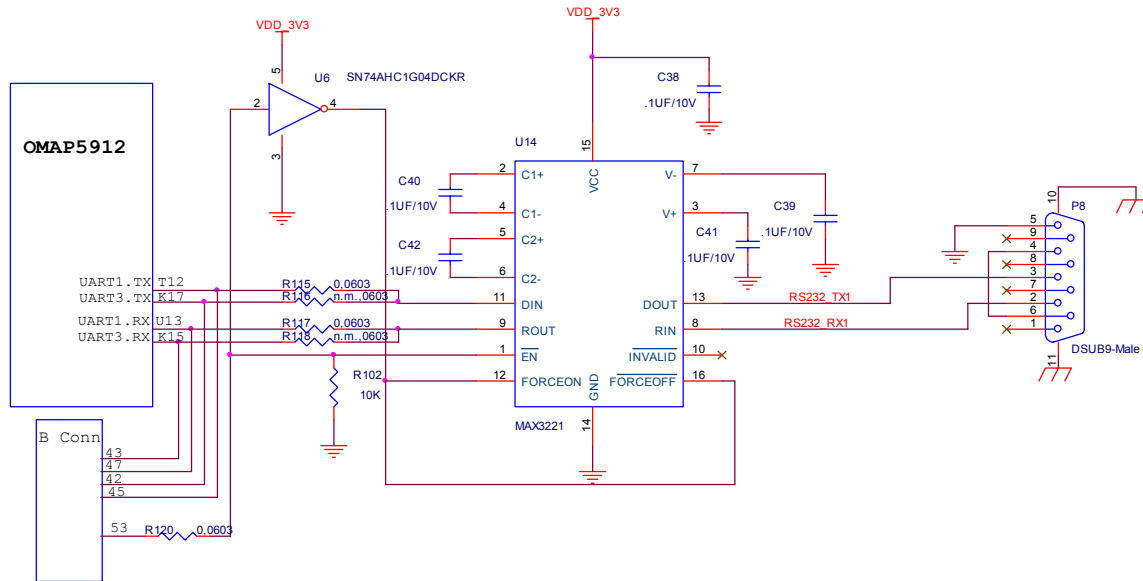 VDD_3V3
VDD_3V3
5
U6
SN74AHC1G04DCKR
2
4
3
OMAP5912
C38
.1UF/10V
U14
15
VCC
2
C1+
V-
7
C40
.1UF/10V
4
C1-
V+
3
C39
.1UF/10V
5
C2+
C41
.1UF/10V
C42
.1UF/10V
6
C2-
10
P8
5
9
4
8
3
7
2
6
1
11
DSUB9-Male
UART1.TX T12
R115
0,0603
UART3.TX K17
R116
n.m.,0603
11
DIN
DOUT
13
RS232_TX1
UART1.RX U13
R117
0,0603
UART3.RX K15
R118
n.m.,0603
9
ROUT
RIN
8
RS232_RX1
1
EN
INVALID
10
R102
10K
12
FORCEON
GND
FORCEOFF
16
MAX3221
14
B Conn
43
47
42
45
53
R120
0,0603